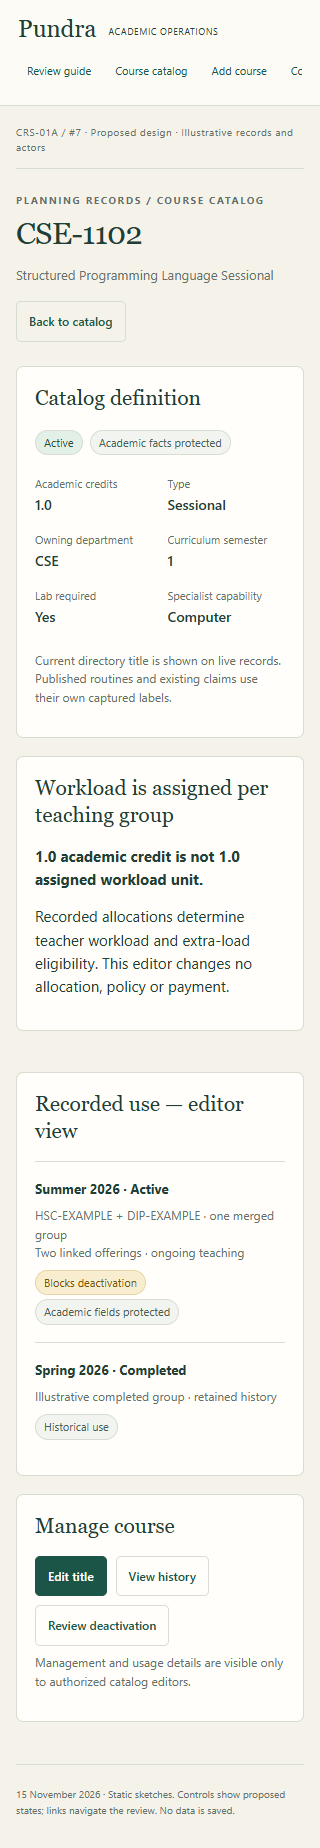 Pundra ACADEMIC OPERATIONS
Review guide Course catalog Add course Co
CRS-01A / #7 · Proposed design · Illustrative records and
actors
PLANNING RECORDS / COURSE CATALOG
CSE-1102
Structured Programming Language Sessional
Back to catalog
Catalog definition
Active Academic facts protected
Academic credits Type
1.0 Sessional
Owning department Curriculum semester
CSE 1
Lab required Specialist capability
Yes Computer
Current directory title is shown on live records.
Published routines and existing claims use
their own captured labels.
Workload is assigned per
teaching group
1.0 academic credit is not 1.0
assigned workload unit.
Recorded allocations determine
teacher workload and extra-load
eligibility. This editor changes no
allocation, policy or payment.
Recorded use — editor
view
Summer 2026 · Active
HSC-EXAMPLE + DIP-EXAMPLE · one merged
group
Two linked offerings · ongoing teaching
Blocks deactivation
Academic fields protected
Spring 2026 · Completed
Illustrative completed group · retained history
Historical use
Manage course
Edit title View history
Review deactivation
Management and usage details are visible only
to authorized catalog editors.
15 November 2026 · Static sketches. Controls show proposed
states; links navigate the review. No data is saved.